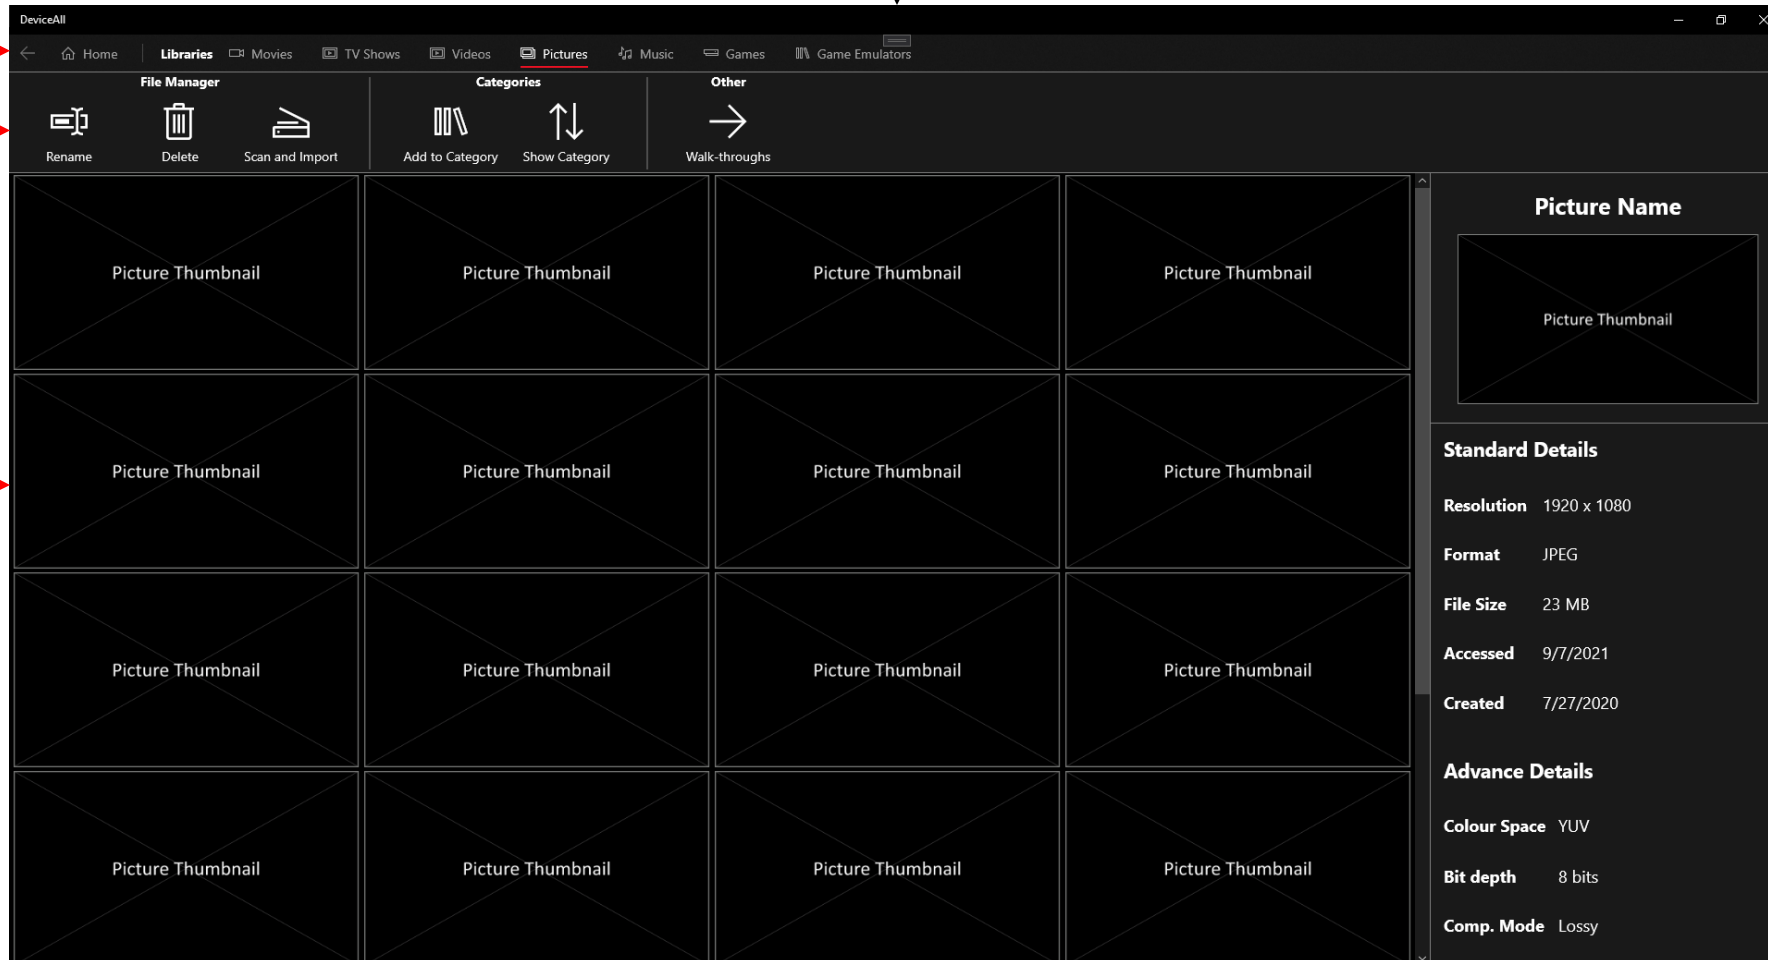 DeviceAll
Home Libraries Movies TV Shows Videos Pictures Music Games Game Emulators
File Manager Categories Other
Rename Delete Scan and Import Add to Category Show Category Walk-throughs
Picture Name
Picture Thumbnail Picture Thumbnail Picture Thumbnail Picture Thumbnail
Picture Thumbnail
Picture Thumbnail Picture Thumbnail Picture Thumbnail Picture Thumbnail
Picture Thumbnail Picture Thumbnail Picture Thumbnail Picture Thumbnail
Picture Thumbnail Picture Thumbnail Picture Thumbnail Picture Thumbnail
Standard Details
Resolution 1920 x 1080
Format JPEG
File Size 23 MB
Accessed 9/7/2021
Created 7/27/2020
Advance Details
Colour Space YUV
Bit depth 8 bits
Comp. Mode Lossy